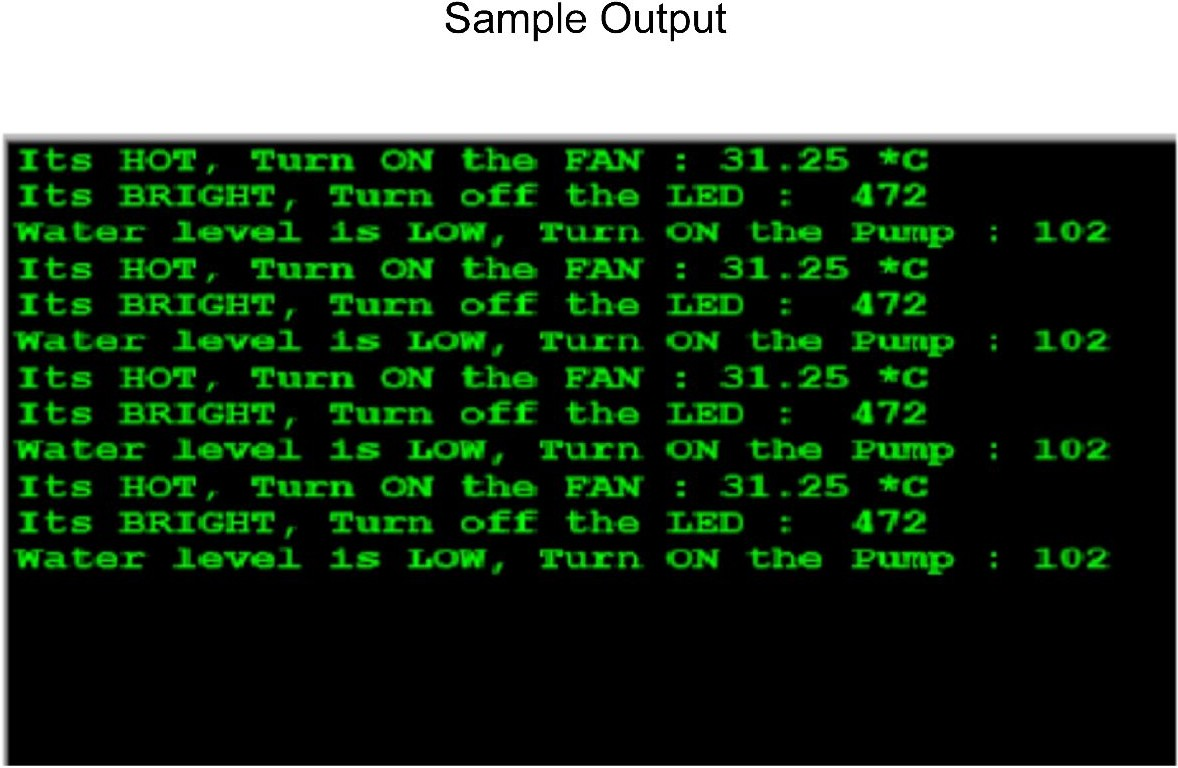 Sample Output
Its HOT, Turn ON the FAN : 31.25 *C
Its BRIGHT, Turn off the LED :  472
Water level is LOW, Turn ON the Pump : 102
Its HOT, Turn ON the FAN : 31.25 *C
Its BRIGHT, Turn off the LED :  472
Water level is LOW, Turn ON the Pump : 102
Its HOT, Turn ON the FAN : 31.25 *C
Its BRIGHT, Turn off the LED :  472
Water level is LOW, Turn ON the Pump : 102
Its HOT, Turn ON the FAN : 31.25 *C
Its BRIGHT, Turn off the LED :  472
Water level is LOW, Turn ON the Pump : 102